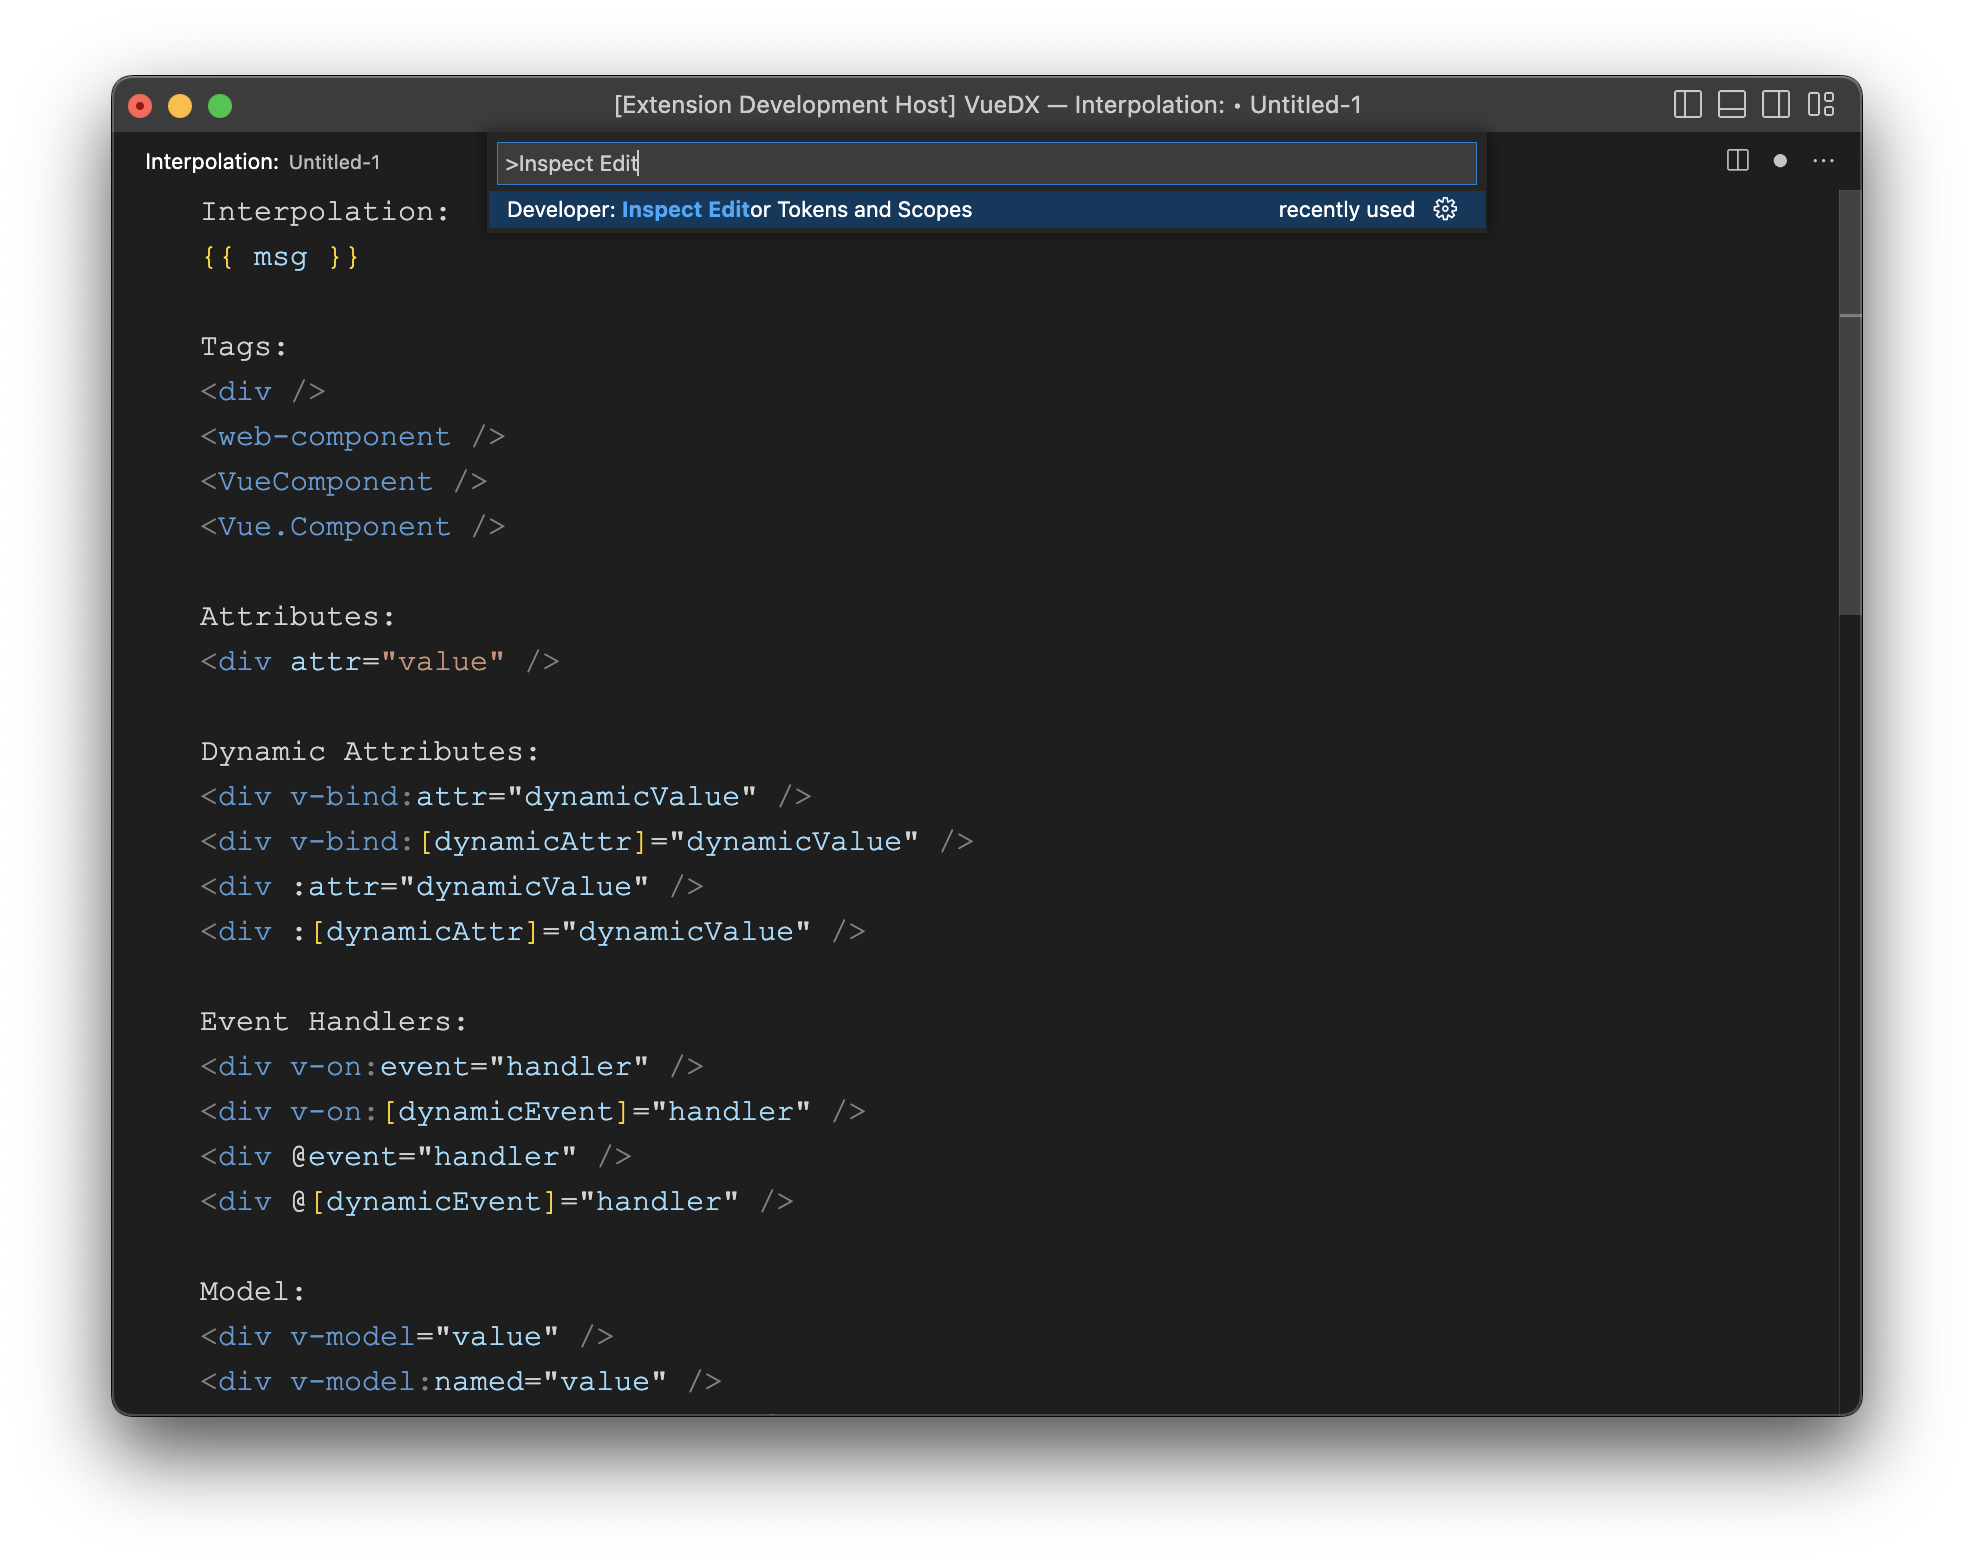 [Extension Development Host] VueDX — Interpolation: • Untitled-1
Interpolation: Untitled-1
>Inspect Edit
Developer: Inspect Editor Tokens and Scopes recently used
Interpolation:
{{ msg }}
Tags:
<div />
<web-component />
<VueComponent />
<Vue.Component />
Attributes:
<div attr="value" />
Dynamic Attributes:
<div v-bind:attr="dynamicValue" />
<div v-bind:[dynamicAttr]="dynamicValue" />
<div :attr="dynamicValue" />
<div :[dynamicAttr]="dynamicValue" />
Event Handlers:
<div v-on:event="handler" />
<div v-on:[dynamicEvent]="handler" />
<div @event="handler" />
<div @[dynamicEvent]="handler" />
Model:
<div v-model="value" />
<div v-model:named="value" />